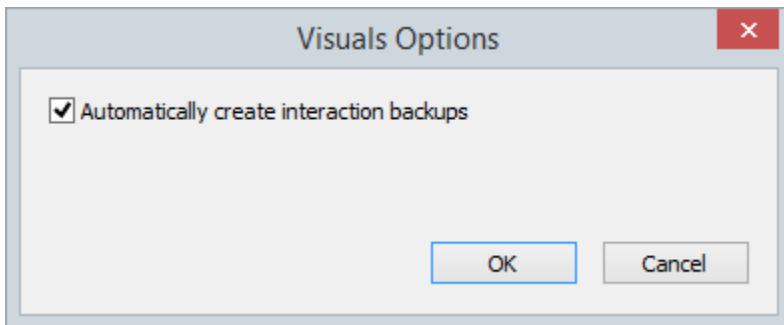 Visuals Options
Automatically create interaction backups
OK
Cancel